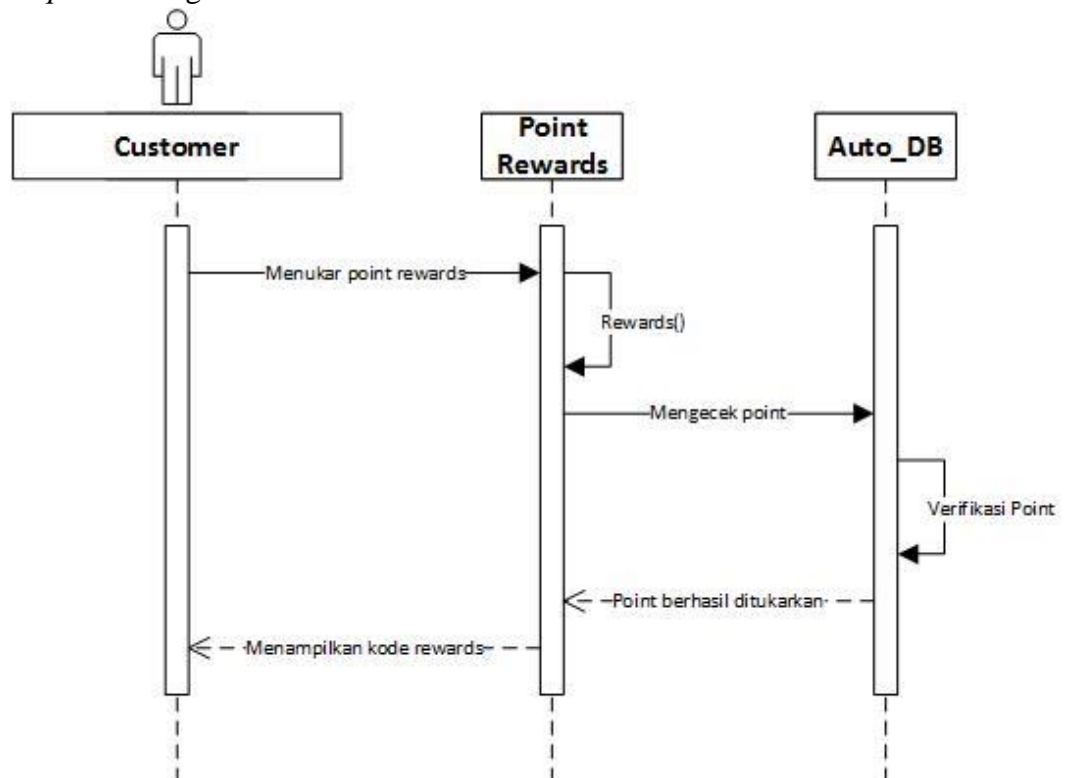 Customer
Point
Rewards
Auto_DB
Menukar point rewards
Rewards()
Mengecek point
Verifikasi Point
Point berhasil ditukarkan
Menampilkan kode rewards